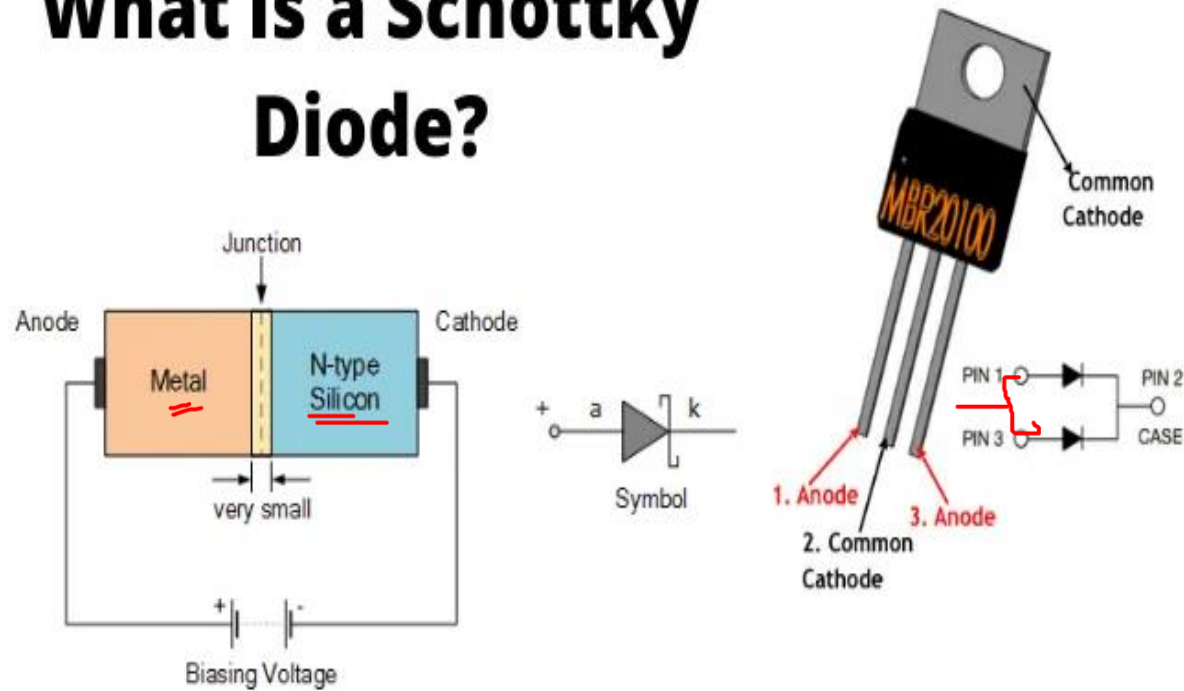 What is a Schottky
Diode?
Junction
Anode
Cathode
Metal
N-type
Silicon
very small
+
-
Biasing Voltage
+
a
k
Symbol
MBR20100
Common
Cathode
1. Anode
2. Common
Cathode
3. Anode
PIN 1
PIN 3
PIN 2
CASE